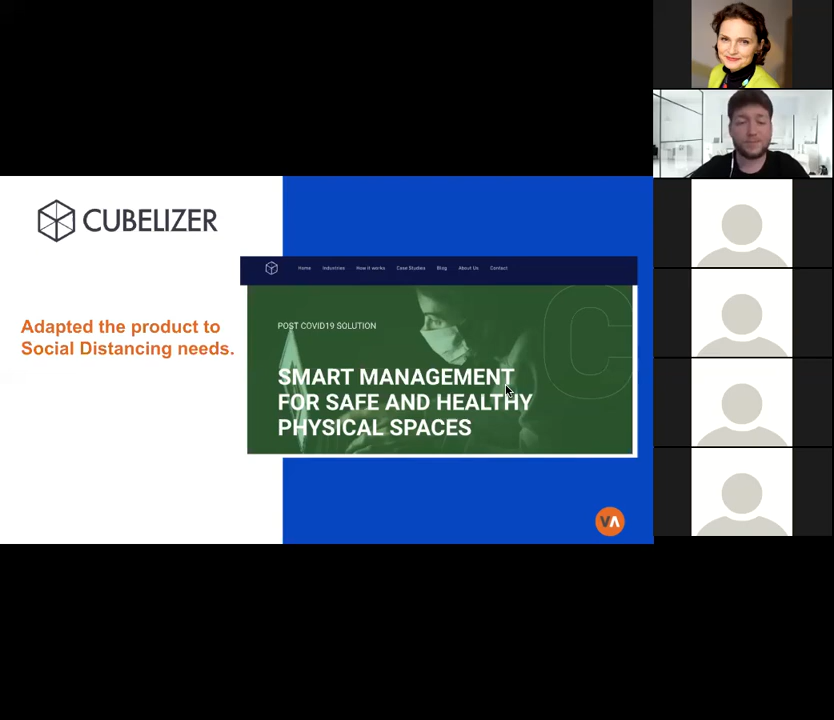 CUBELIZER
Adapted the product to
Social Distancing needs.
Home Industries How it works Case Studies Blog About Us Contact
POST COVID19 SOLUTION
C
SMART MANAGEMENT
FOR SAFE AND HEALTHY
PHYSICAL SPACES
VA